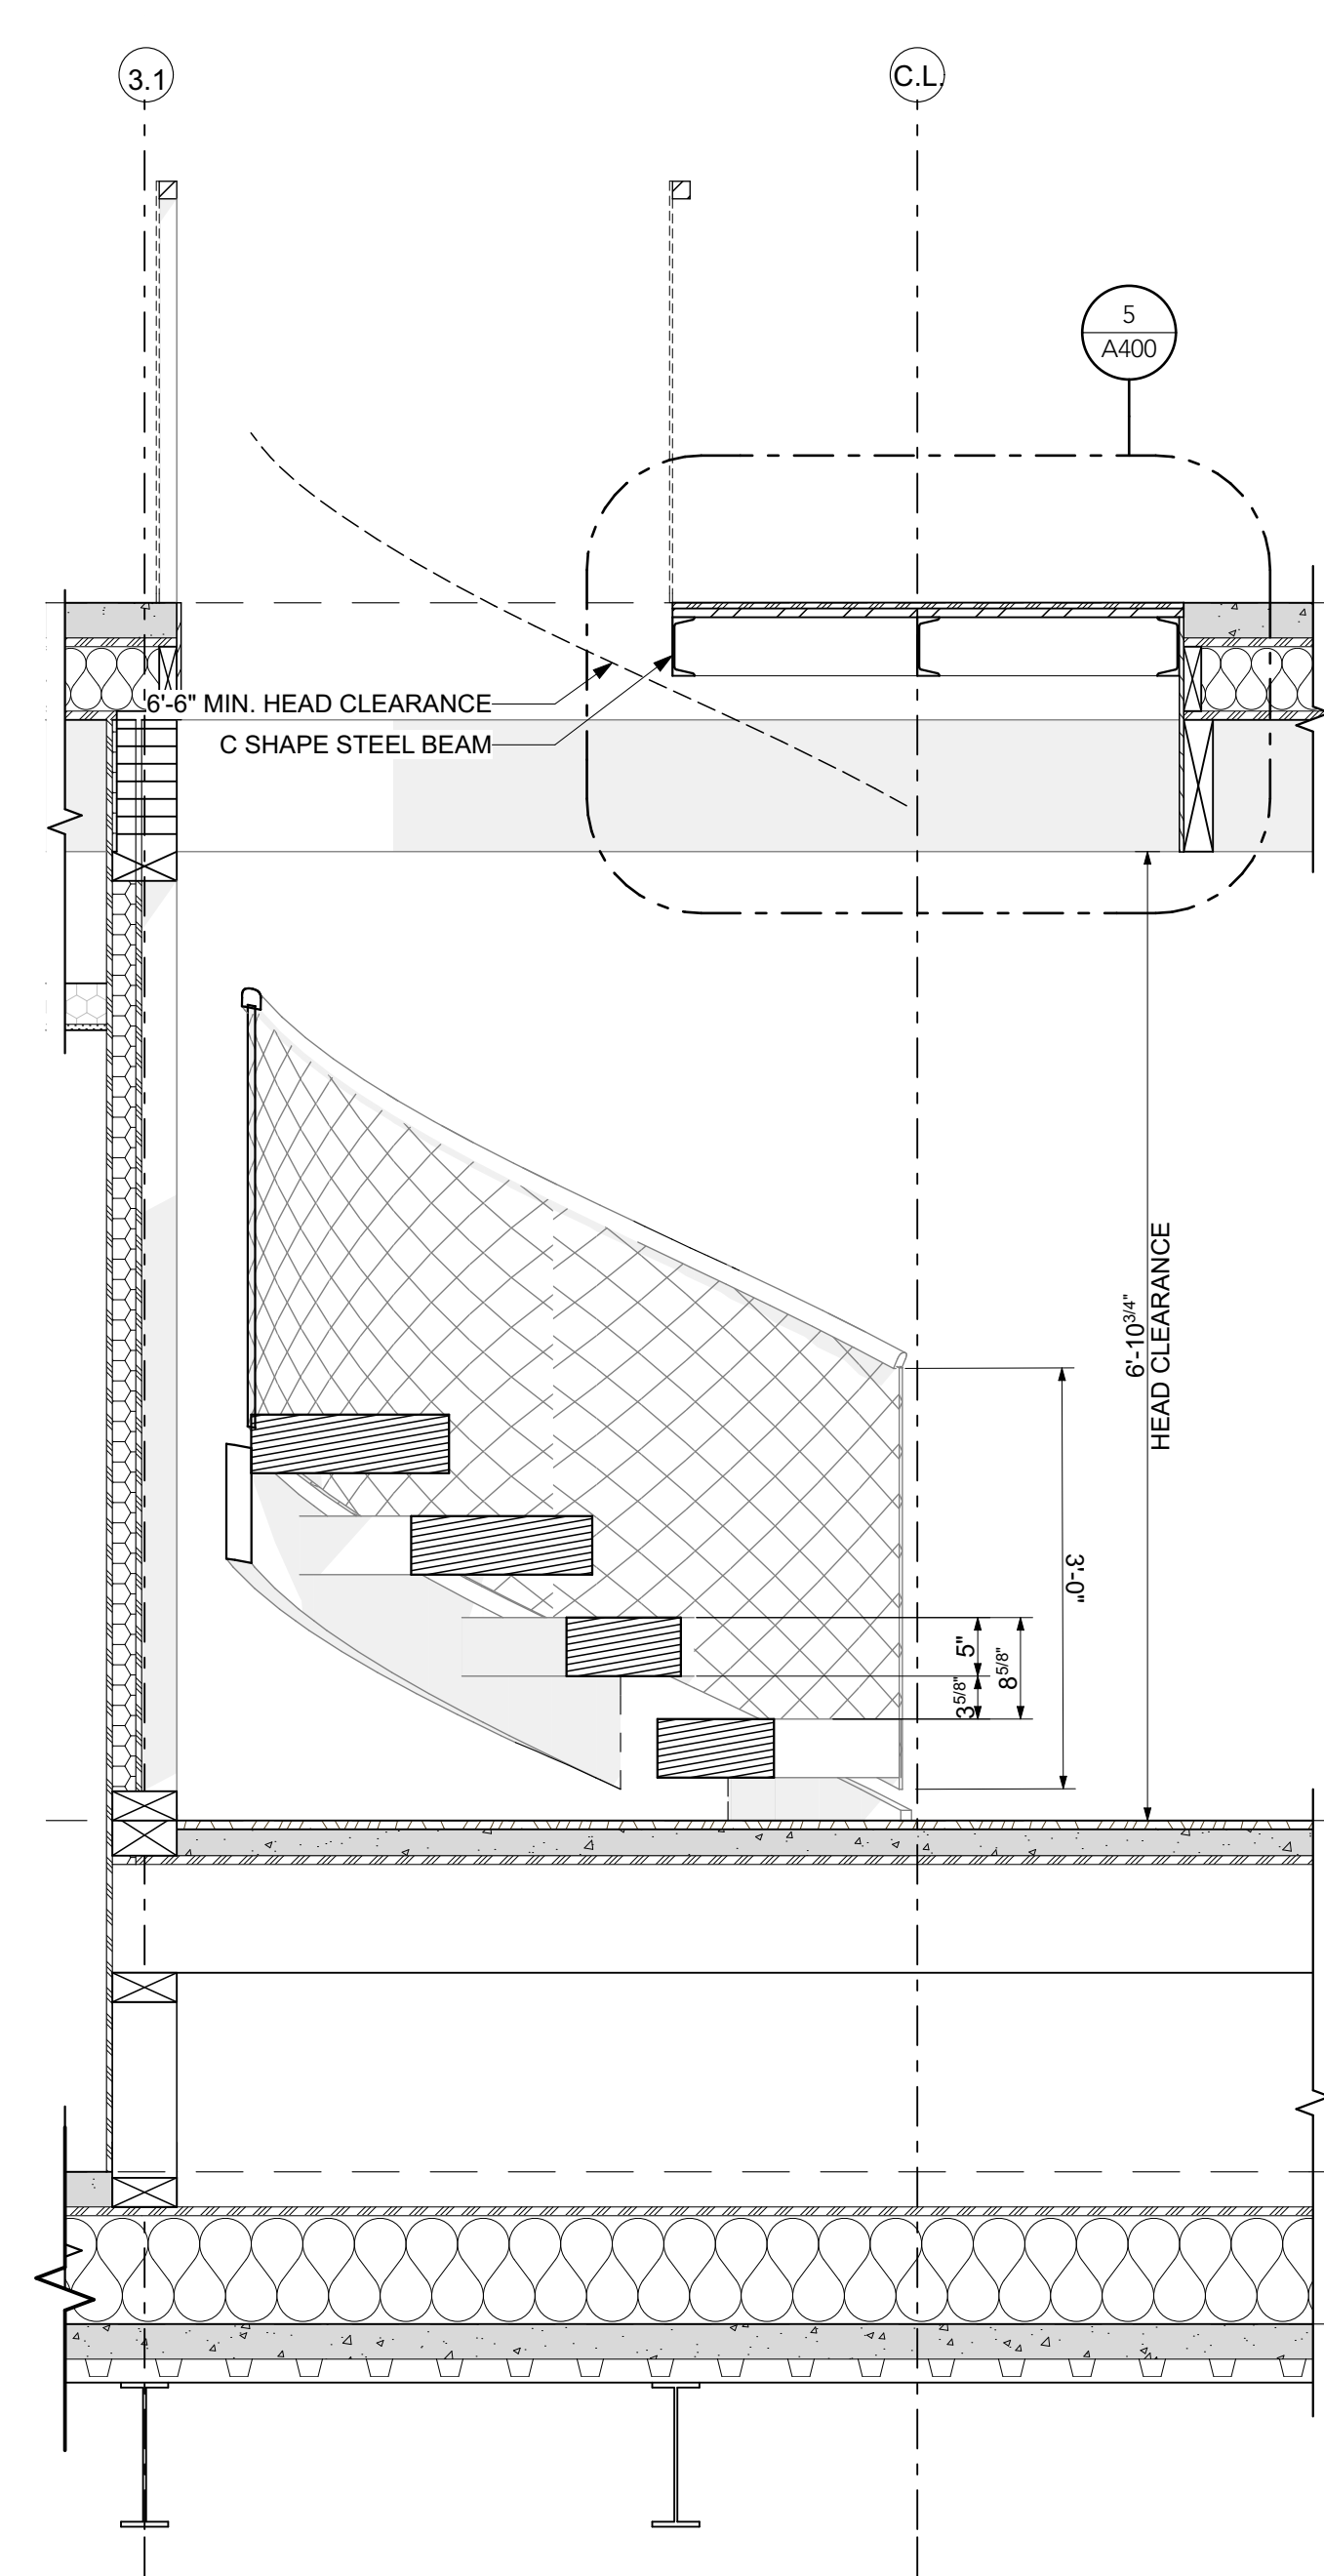 3.1
C.L.
5
A400
6'-6" MIN. HEAD CLEARANCE
C SHAPE STEEL BEAM
6'-10 3/4"
HEAD CLEARANCE
3'-0"
5"
8 5/8"
3 5/8"